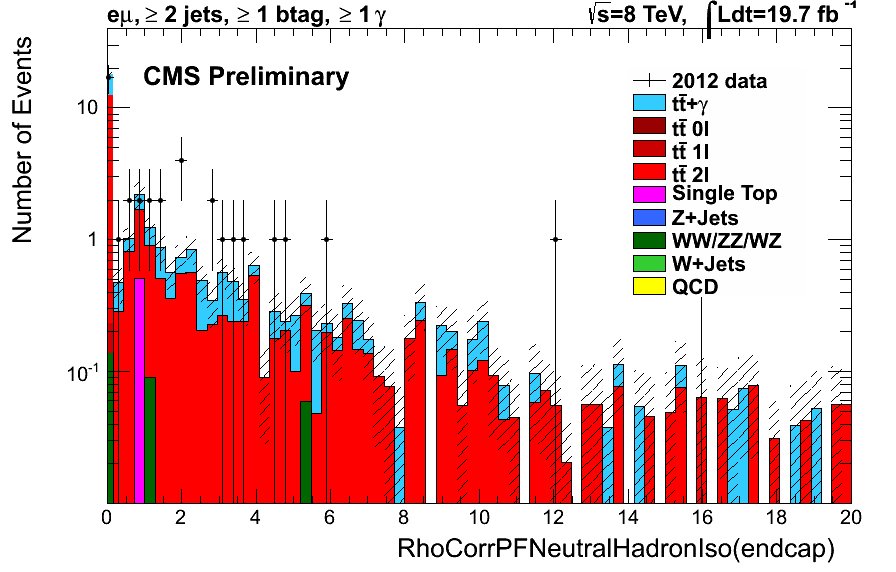 eμ, ≥ 2 jets, ≥ 1 btag, ≥ 1 γ
√s=8 TeV, ∫Ldt=19.7 fb⁻¹
CMS Preliminary
2012 data
tt̄+γ
tt̄ 0l
tt̄ 1l
tt̄ 2l
Single Top
Z+Jets
WW/ZZ/WZ
W+Jets
QCD
Number of Events
10
1
10⁻¹
0 2 4 6 8 10 12 14 16 18 20
RhoCorrPFNeutralHadronIso(endcap)